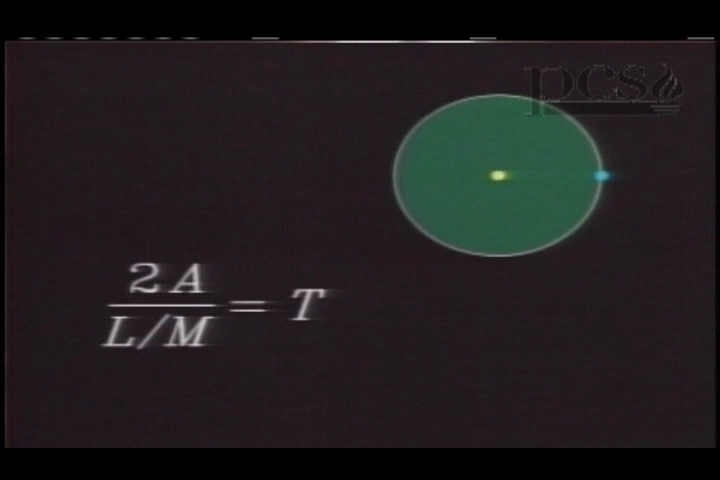 pcs
2A
L/M = T